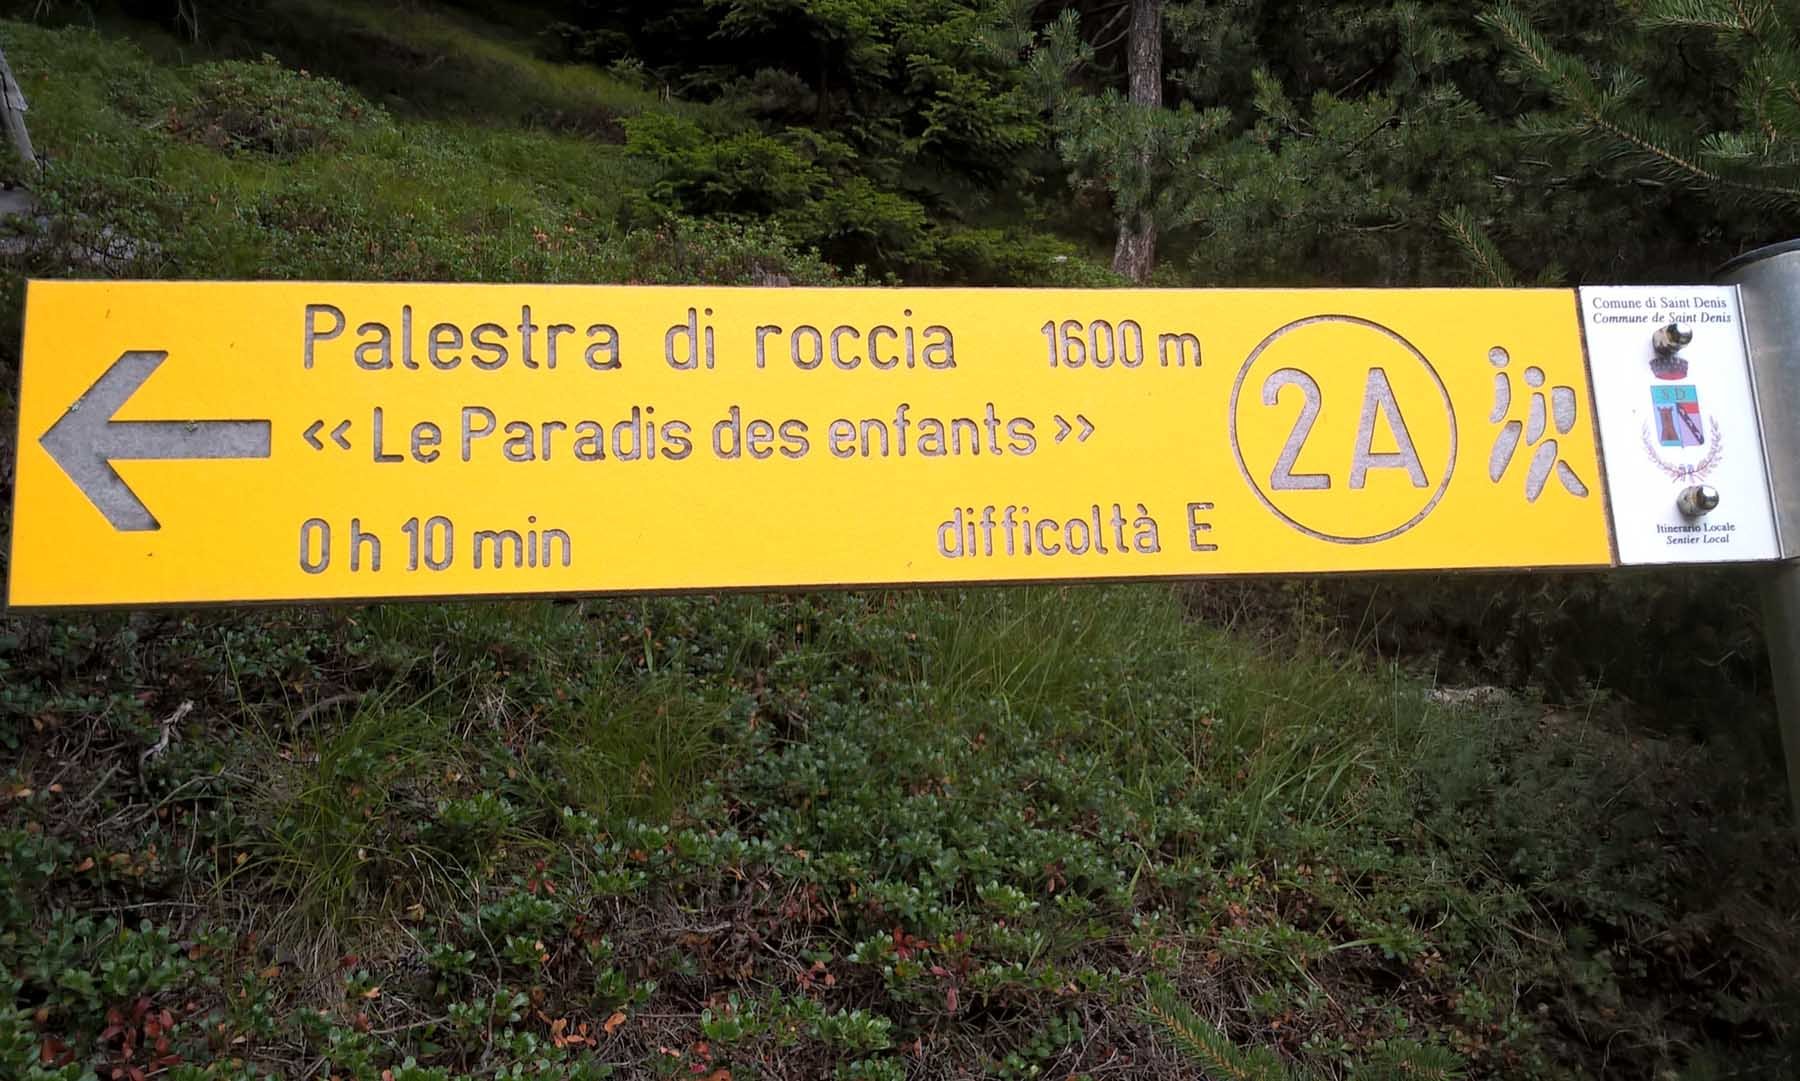 Palestra di roccia 1600 m
<< Le Paradis des enfants >>
0 h 10 min difficoltà E
2A
Comune di Saint Denis
Commune de Saint Denis
S D
Itinerario Locale
Sentier Local